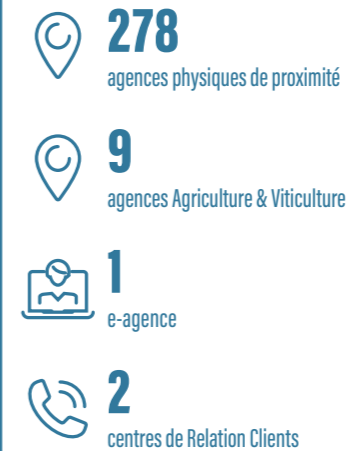 278
agences physiques de proximité
9
agences Agriculture & Viticulture
1
e-agence
2
centres de Relation Clients